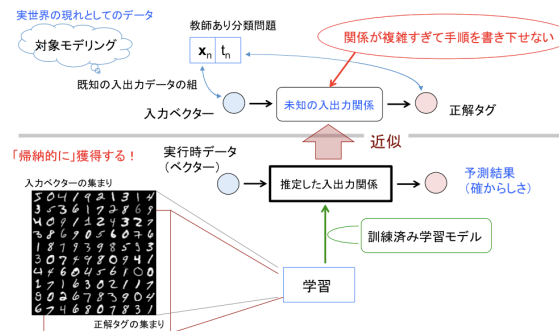 実世界の現れとしてのデータ
対象モデリング
教師あり分類問題
xn tn
関係が複雑すぎて手順を書き下せない
既知の入出力データの組
入力ベクター
未知の入出力関係
正解タグ
近似
「帰納的に」獲得する!
実行時データ
(ベクター)
推定した入出力関係
予測結果
(確からしさ)
入力ベクターの集まり
訓練済み学習モデル
学習
正解タグの集まり